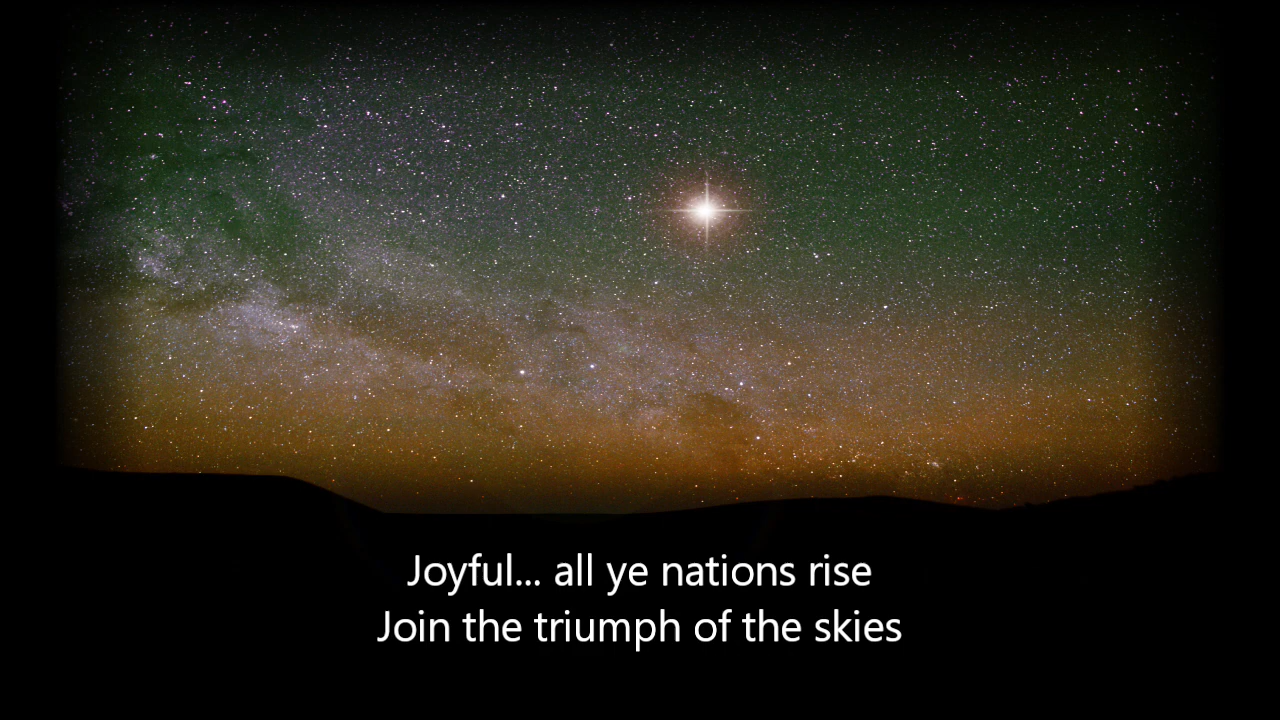 Joyful... all ye nations rise
Join the triumph of the skies